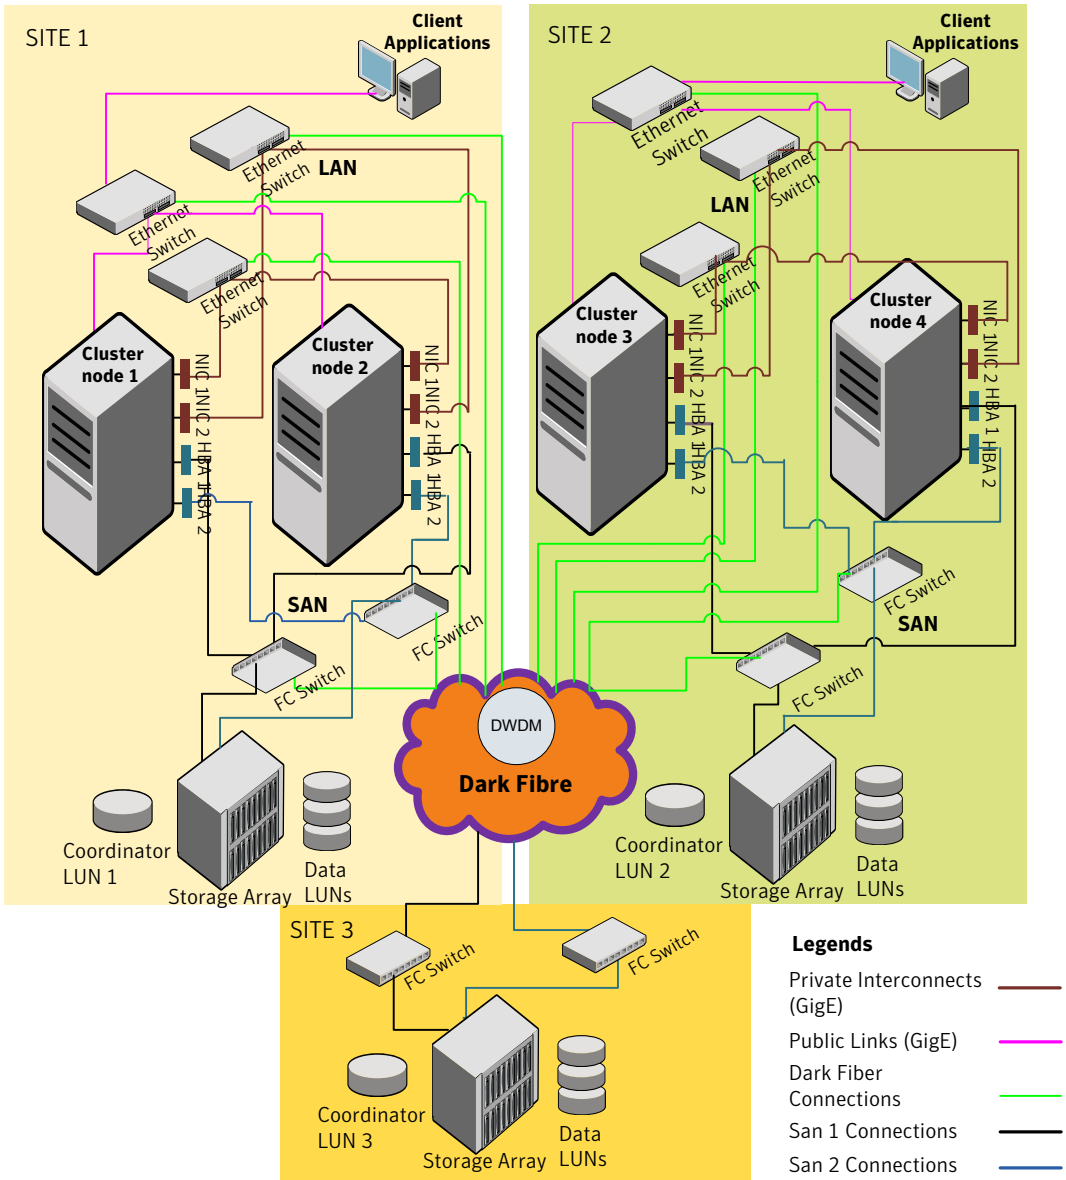 SITE 1
Client
Applications
Ethernet
Switch
LAN
Ethernet
Switch
Ethernet
Switch
Cluster
node 1
NIC 1
NIC 2
HBA 1
HBA 2
Cluster
node 2
NIC 1
NIC 2
HBA 1
HBA 2
SAN
FC Switch
FC Switch
Coordinator
LUN 1
Storage Array
Data
LUNs
SITE 2
Client
Applications
Ethernet
Switch
Ethernet
Switch
LAN
Ethernet
Switch
Cluster
node 3
NIC 1
NIC 2
HBA 1
HBA 2
Cluster
node 4
NIC 1
NIC 2
HBA 1
HBA 2
FC Switch
SAN
FC Switch
Coordinator
LUN 2
Storage Array
Data
LUNs
DWDM
Dark Fibre
SITE 3
FC Switch
FC Switch
Coordinator
LUN 3
Storage Array
Data
LUNs
Legends
Private Interconnects
(GigE)
Public Links (GigE)
Dark Fiber
Connections
San 1 Connections
San 2 Connections